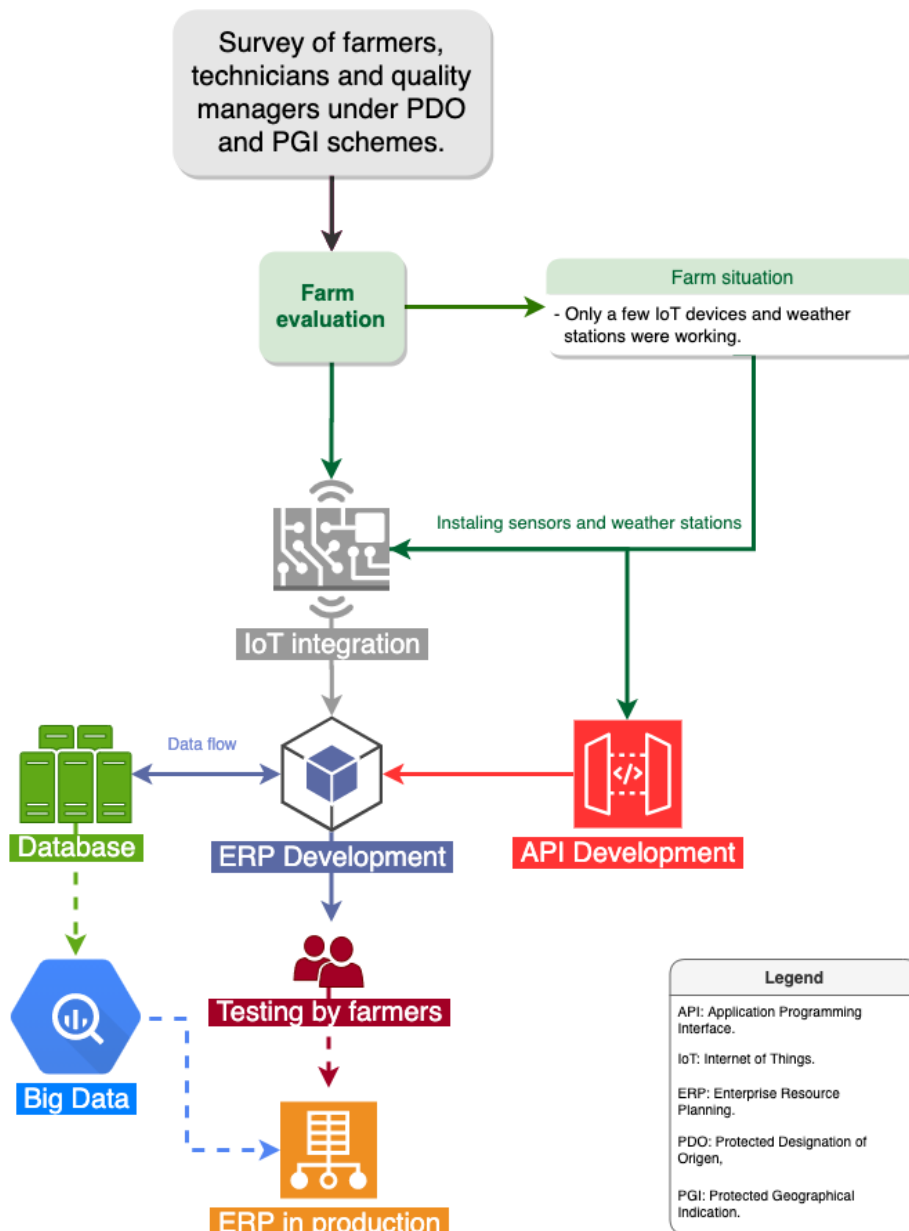 Survey of farmers,
technicians and quality
managers under PDO
and PGI schemes.
Farm
evaluation
Farm situation
- Only a few IoT devices and weather
stations were working.
Instaling sensors and weather stations
IoT integration
Data flow
</>
Database
ERP Development
API Development
Testing by farmers
Big Data
ERP in production
Legend
API: Application Programming
Interface.
IoT: Internet of Things.
ERP: Enterprise Resource
Planning.
PDO: Protected Designation of
Origen,
PGI: Protected Geographical
Indication.